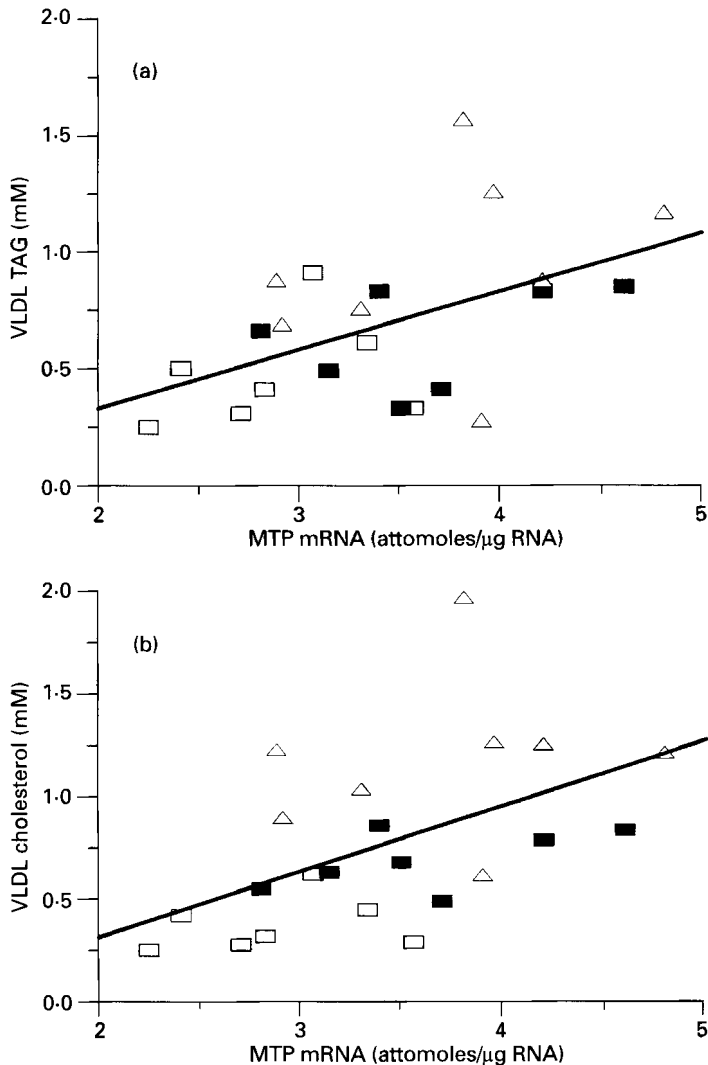 2·0
(a)
1·5
VLDL TAG (mM)
1·0
0·5
0·0
2 3 4 5
MTP mRNA (attomoles/μg RNA)
2·0
(b)
1·5
VLDL cholesterol (mM)
1·0
0·5
0·0
2 3 4 5
MTP mRNA (attomoles/μg RNA)